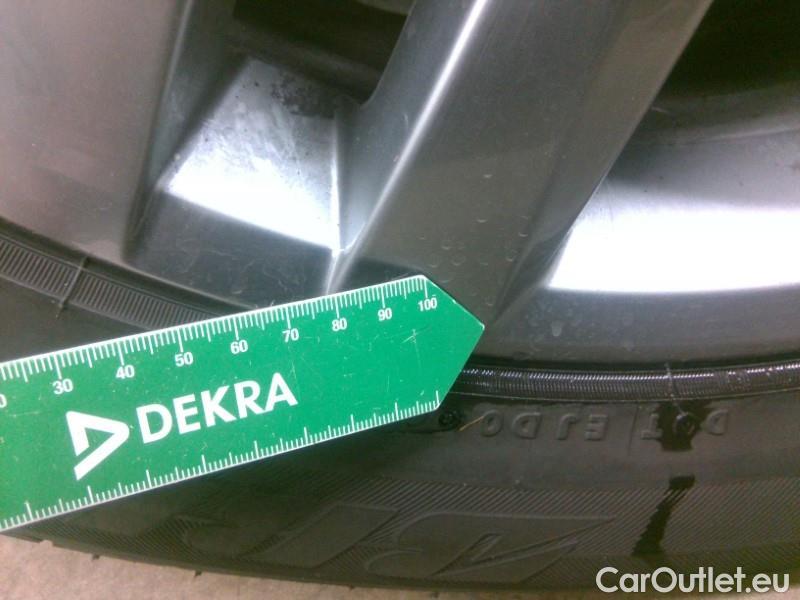 30 40 50 60 70 80 90 100
DEKRA
DOT EJDO
CarOutlet.eu